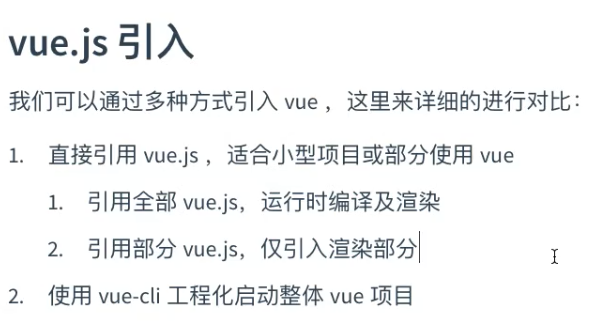 vue.js 引入
我们可以通过多种方式引入 vue ，这里来详细的进行对比：
1. 直接引用 vue.js ，适合小型项目或部分使用 vue
1. 引用全部 vue.js，运行时编译及渲染
2. 引用部分 vue.js，仅引入渲染部分
2. 使用 vue-cli 工程化启动整体 vue 项目